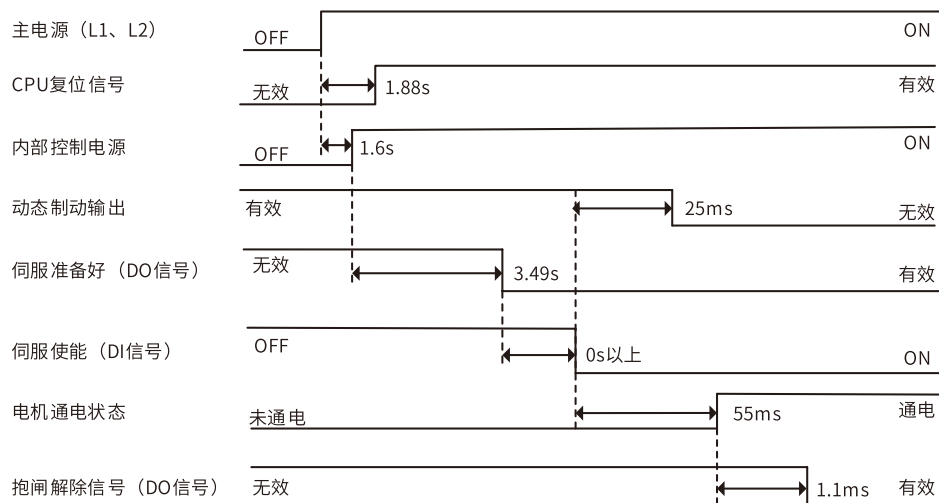 主电源（L1、L2） OFF ON
CPU复位信号 无效 1.88s 有效
内部控制电源 OFF 1.6s ON
动态制动输出 有效 25ms 无效
伺服准备好（DO信号） 无效 3.49s 有效
伺服使能（DI信号） OFF 0s以上 ON
电机通电状态 未通电 55ms 通电
抱闸解除信号（DO信号） 无效 1.1ms 有效